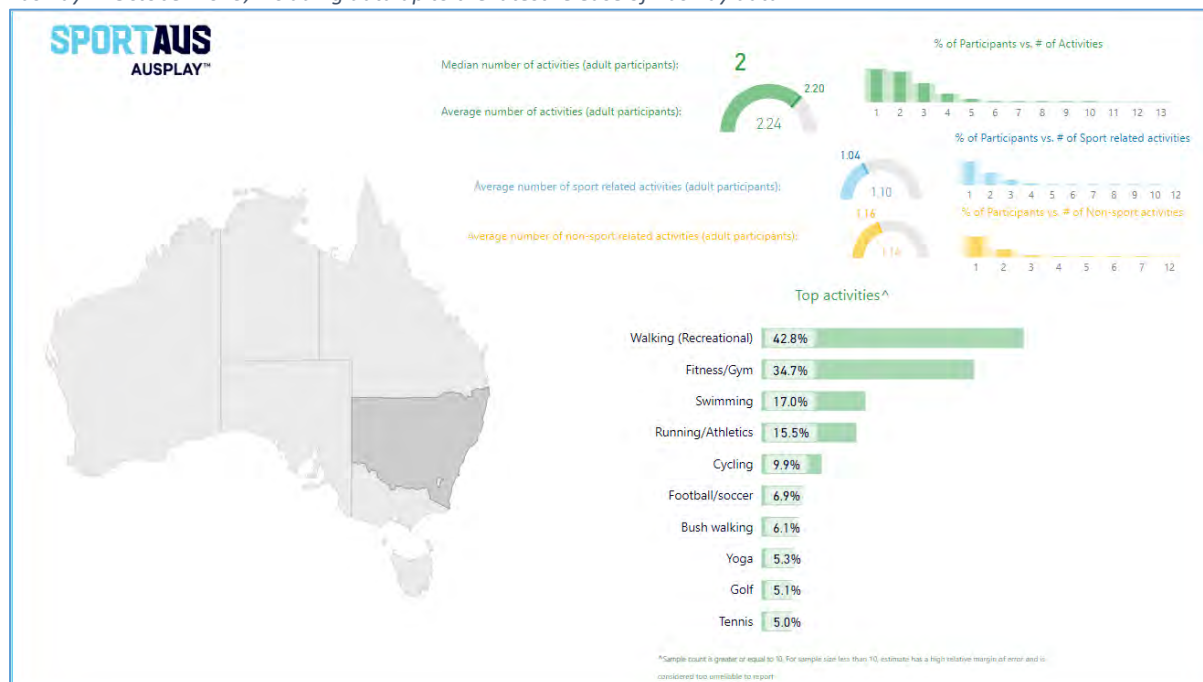 SPORTAUS
AUSPLAY™
Median number of activities (adult participants):
2
2.20
Average number of activities (adult participants):
2.24
% of Participants vs. # of Activities
1 2 3 4 5 6 7 8 9 10 11 12 13
% of Participants vs. # of Sport related activities
Average number of sport related activities (adult participants):
1.04
1.10
1 2 3 4 5 6 7 8 9 10 12
% of Participants vs. # of Non-sport activities
Average number of non-sport related activities (adult participants):
1.16
1 2 3 4 5 6 7 12
Top activities^
Walking (Recreational) 42.8%
Fitness/Gym 34.7%
Swimming 17.0%
Running/Athletics 15.5%
Cycling 9.9%
Football/soccer 6.9%
Bush walking 6.1%
Yoga 5.3%
Golf 5.1%
Tennis 5.0%
^Sample count is greater or equal to 10. For sample size less than 10, estimate has a high relative margin of error and is
considered too unreliable to report